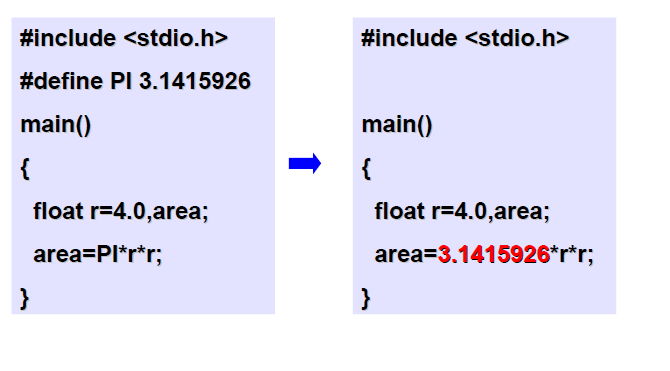 #include <stdio.h>
#define PI 3.1415926
main()
{
float r=4.0,area;
area=PI*r*r;
}
#include <stdio.h>
main()
{
float r=4.0,area;
area=3.1415926*r*r;
}